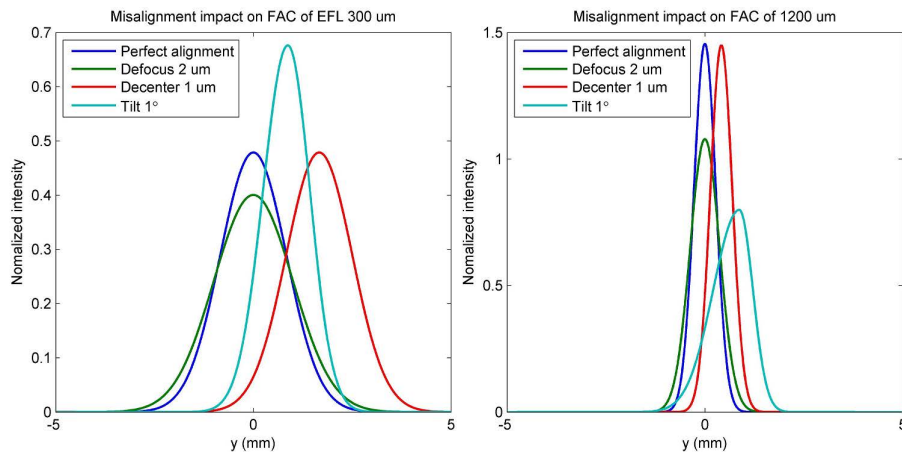 Misalignment impact on FAC of EFL 300 um
0.7
0.6
0.5
0.4
0.3
0.2
0.1
0
Nomalized intensity
Perfect alignment
Defocus 2 um
Decenter 1 um
Tilt 1°
-5
0
5
y (mm)
Misalignment impact on FAC of 1200 um
1.5
1
0.5
0
Nomalized intensity
Perfect alignment
Defocus 2 um
Decenter 1 um
Tilt 1°
-5
0
5
y (mm)